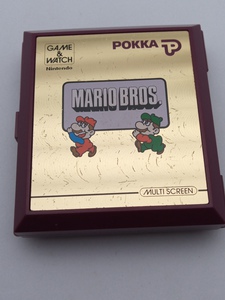 GAME
& WATCH
Nintendo
POKKA
MARIO BROS.
MULTI SCREEN